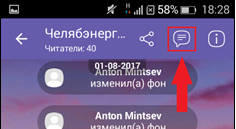 58% 18:28
Челябэнерг...
Читатели: 40
01-08-2017
Anton Mintsev
изменил(а) фон
Anton Mintsev
изменил(а) фон